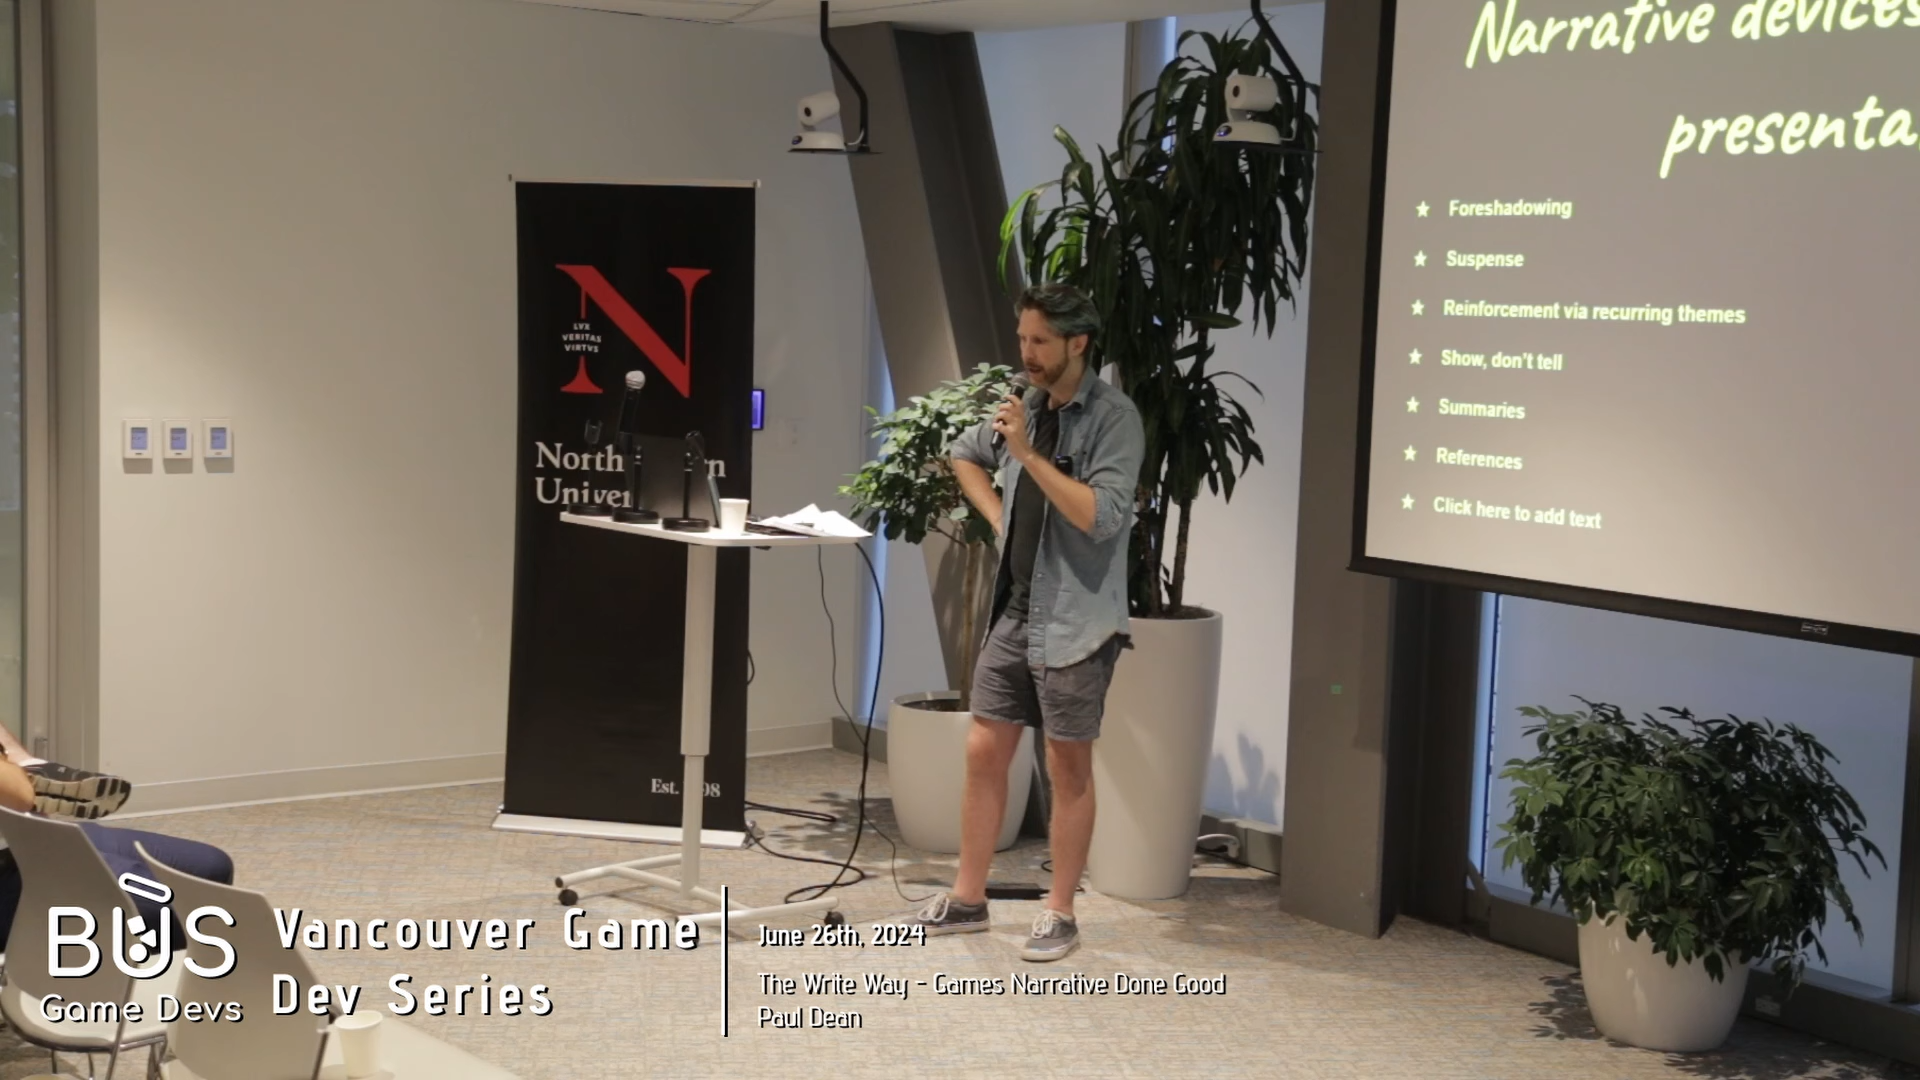 Narrative devices
presenta
★ Foreshadowing
★ Suspense
★ Reinforcement via recurring themes
★ Show, don't tell
★ Summaries
★ References
★ Click here to add text
N
LVX
VERITAS
VIRTVS
North rn
Univer
Est. 98
BUS
Game Devs
Vancouver Game
Dev Series
June 26th, 2024
The Write Way - Games Narrative Done Good
Paul Dean